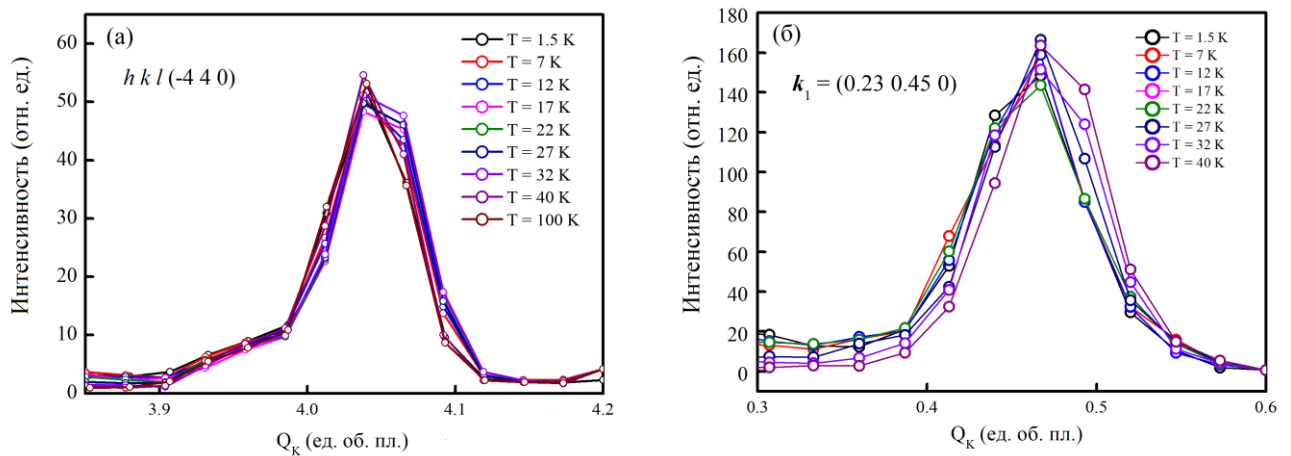 (а)
h k l (-4 4 0)
T = 1.5 K
T = 7 K
T = 12 K
T = 17 K
T = 22 K
T = 27 K
T = 32 K
T = 40 K
T = 100 K
Интенсивность (отн. ед.)
60
50
40
30
20
10
0
3.9 4.0 4.1 4.2
Q_K (ед. об. пл.)
(б)
k_1 = (0.23 0.45 0)
T = 1.5 K
T = 7 K
T = 12 K
T = 17 K
T = 22 K
T = 27 K
T = 32 K
T = 40 K
Интенсивность (отн. ед.)
180
160
140
120
100
80
60
40
20
0
0.3 0.4 0.5 0.6
Q_K (ед. об. пл.)